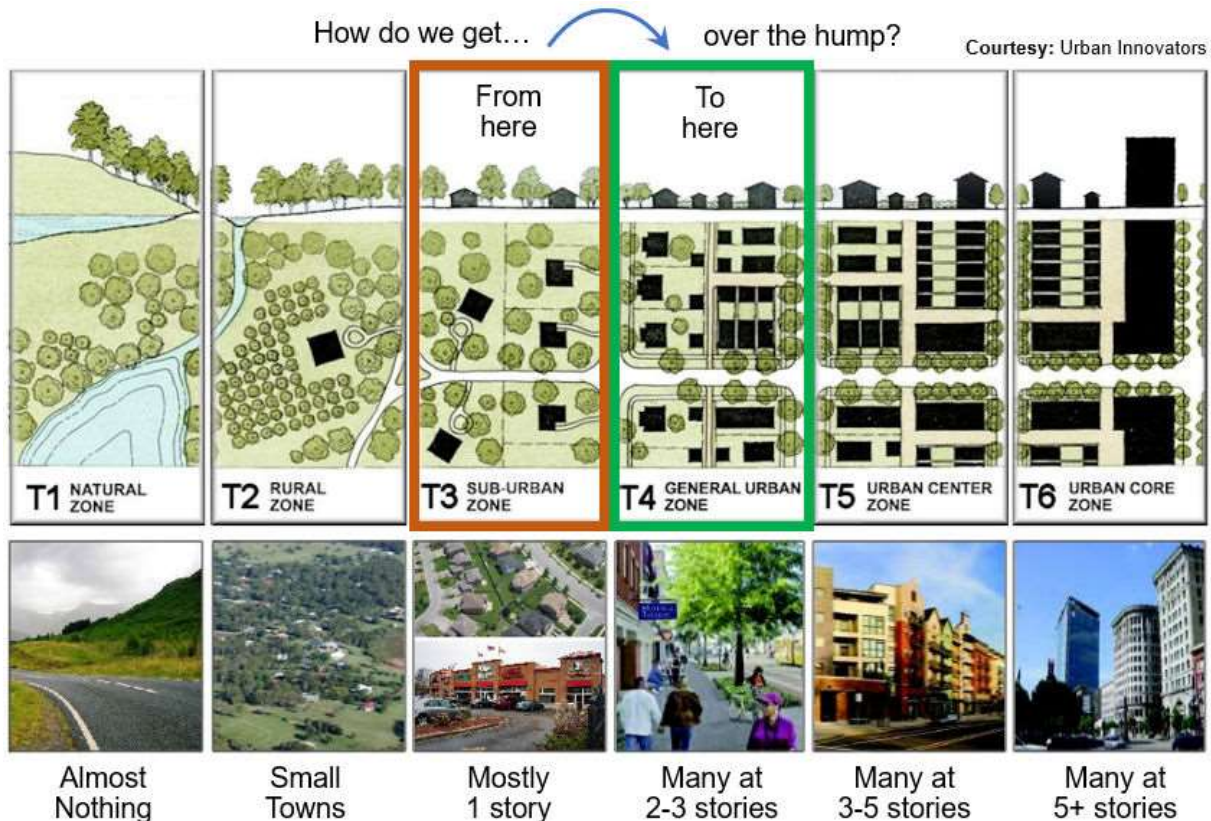 How do we get… over the hump?
Courtesy: Urban Innovators
From
here
To
here
T1 NATURAL
ZONE
T2 RURAL
ZONE
T3 SUB-URBAN
ZONE
T4 GENERAL URBAN
ZONE
T5 URBAN CENTER
ZONE
T6 URBAN CORE
ZONE
Almost
Nothing
Small
Towns
Mostly
1 story
Many at
2-3 stories
Many at
3-5 stories
Many at
5+ stories